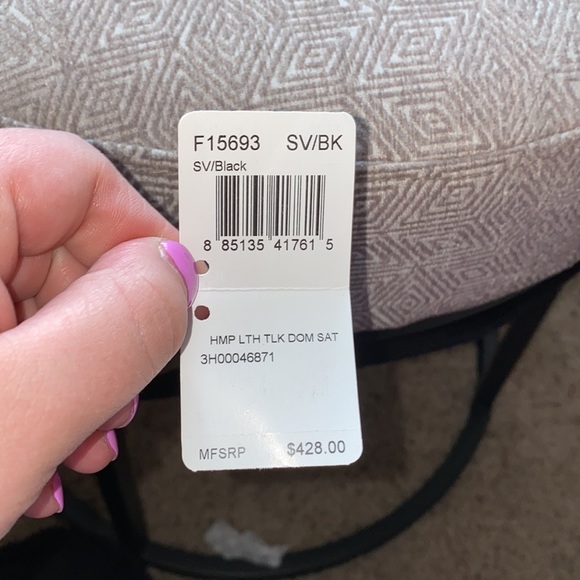 F15693 SV/BK
SV/Black
8 85135 41761 5
HMP LTH TLK DOM SAT
3H00046871
MFSRP $428.00